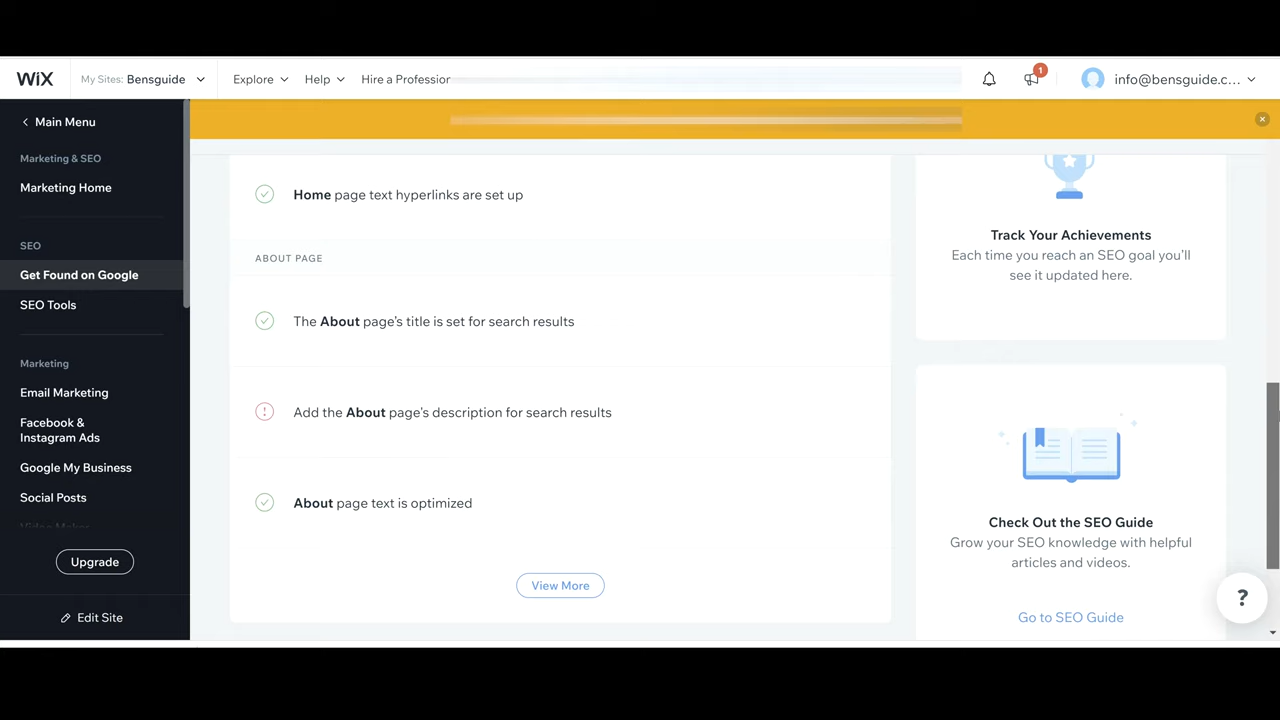 WiX
My Sites: Bensguide
Explore
Help
Hire a Profession
1
info@bensguide.c...
Main Menu
Marketing & SEO
Marketing Home
SEO
Get Found on Google
SEO Tools
Marketing
Email Marketing
Facebook &
Instagram Ads
Google My Business
Social Posts
Video Maker
Upgrade
Edit Site
Home page text hyperlinks are set up
ABOUT PAGE
The About page's title is set for search results
Add the About page's description for search results
About page text is optimized
View More
Track Your Achievements
Each time you reach an SEO goal you'll
see it updated here.
Check Out the SEO Guide
Grow your SEO knowledge with helpful
articles and videos.
Go to SEO Guide
?